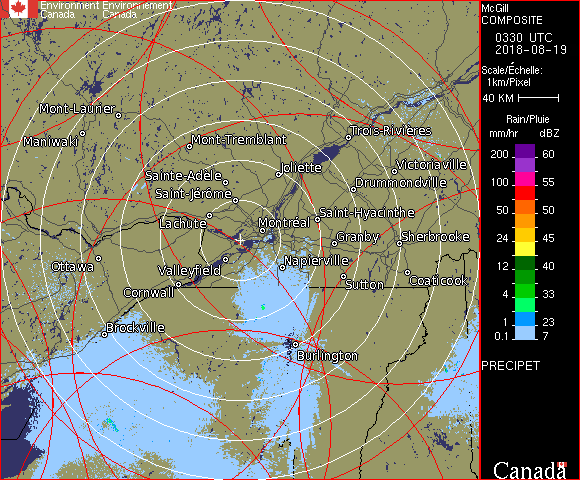 Environment Environnement
Canada Canada
McGill
COMPOSITE
0330 UTC
2018-08-19
Scale/Échelle:
1km/Pixel
40 KM
Rain/Pluie
mm/hr dBZ
200 60
155
100 55
50 50
24 45
12 40
4 33
1 23
0.1 7
PRECIPET
Mont-Laurier
Maniwaki
Mont-Tremblant
Trois-Rivières
Sainte-Adèle
Joliette
Victoriaville
Saint-Jérôme
Drummondville
Lachute
Montréal
Saint-Hyacinthe
Granby
Sherbrooke
Ottawa
Valleyfield
Napierville
Cornwall
Sutton
Coaticook
Brockville
Burlington
Canada